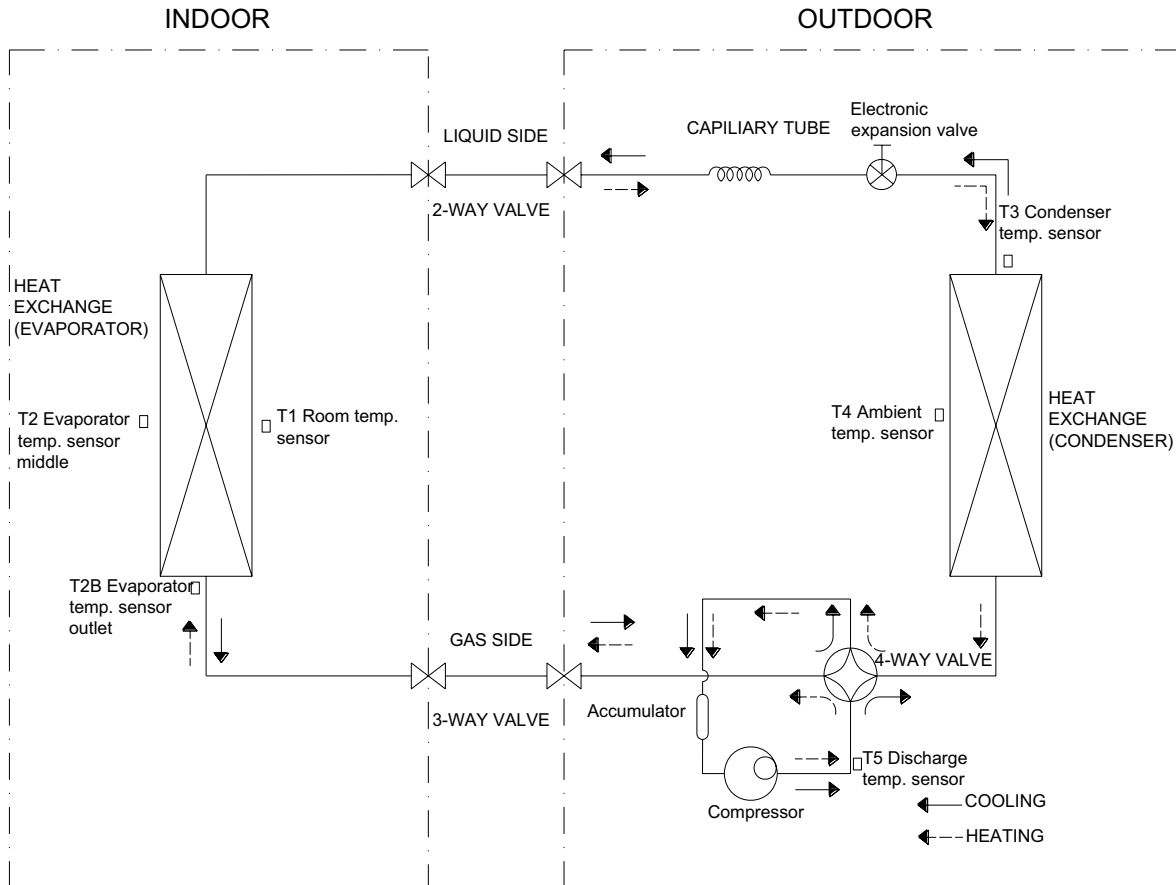 INDOOR
OUTDOOR
LIQUID SIDE
CAPILIARY TUBE
Electronic
expansion valve
2-WAY VALVE
T3 Condenser
temp. sensor
HEAT
EXCHANGE
(EVAPORATOR)
T2 Evaporator
temp. sensor
middle
T1 Room temp.
sensor
T4 Ambient
temp. sensor
HEAT
EXCHANGE
(CONDENSER)
T2B Evaporator
temp. sensor
outlet
GAS SIDE
4-WAY VALVE
3-WAY VALVE
Accumulator
T5 Discharge
temp. sensor
Compressor
COOLING
HEATING